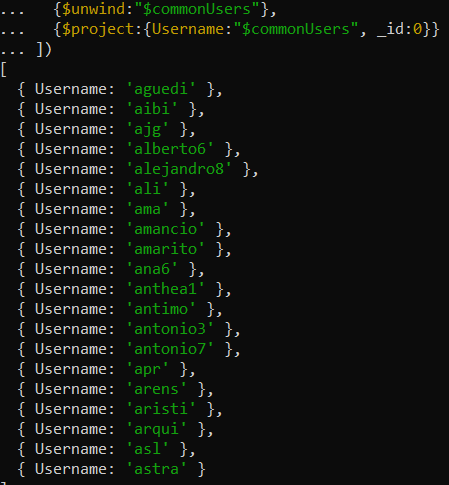 ...   {$unwind:"$commonUsers"},
...   {$project:{Username:"$commonUsers", _id:0}}
... ])
[
  { Username: 'aguedi' },
  { Username: 'aibi' },
  { Username: 'ajg' },
  { Username: 'alberto6' },
  { Username: 'alejandro8' },
  { Username: 'ali' },
  { Username: 'ama' },
  { Username: 'amancio' },
  { Username: 'amarito' },
  { Username: 'ana6' },
  { Username: 'anthea1' },
  { Username: 'antimo' },
  { Username: 'antonio3' },
  { Username: 'antonio7' },
  { Username: 'apr' },
  { Username: 'arens' },
  { Username: 'aristi' },
  { Username: 'arqui' },
  { Username: 'asl' },
  { Username: 'astra' }